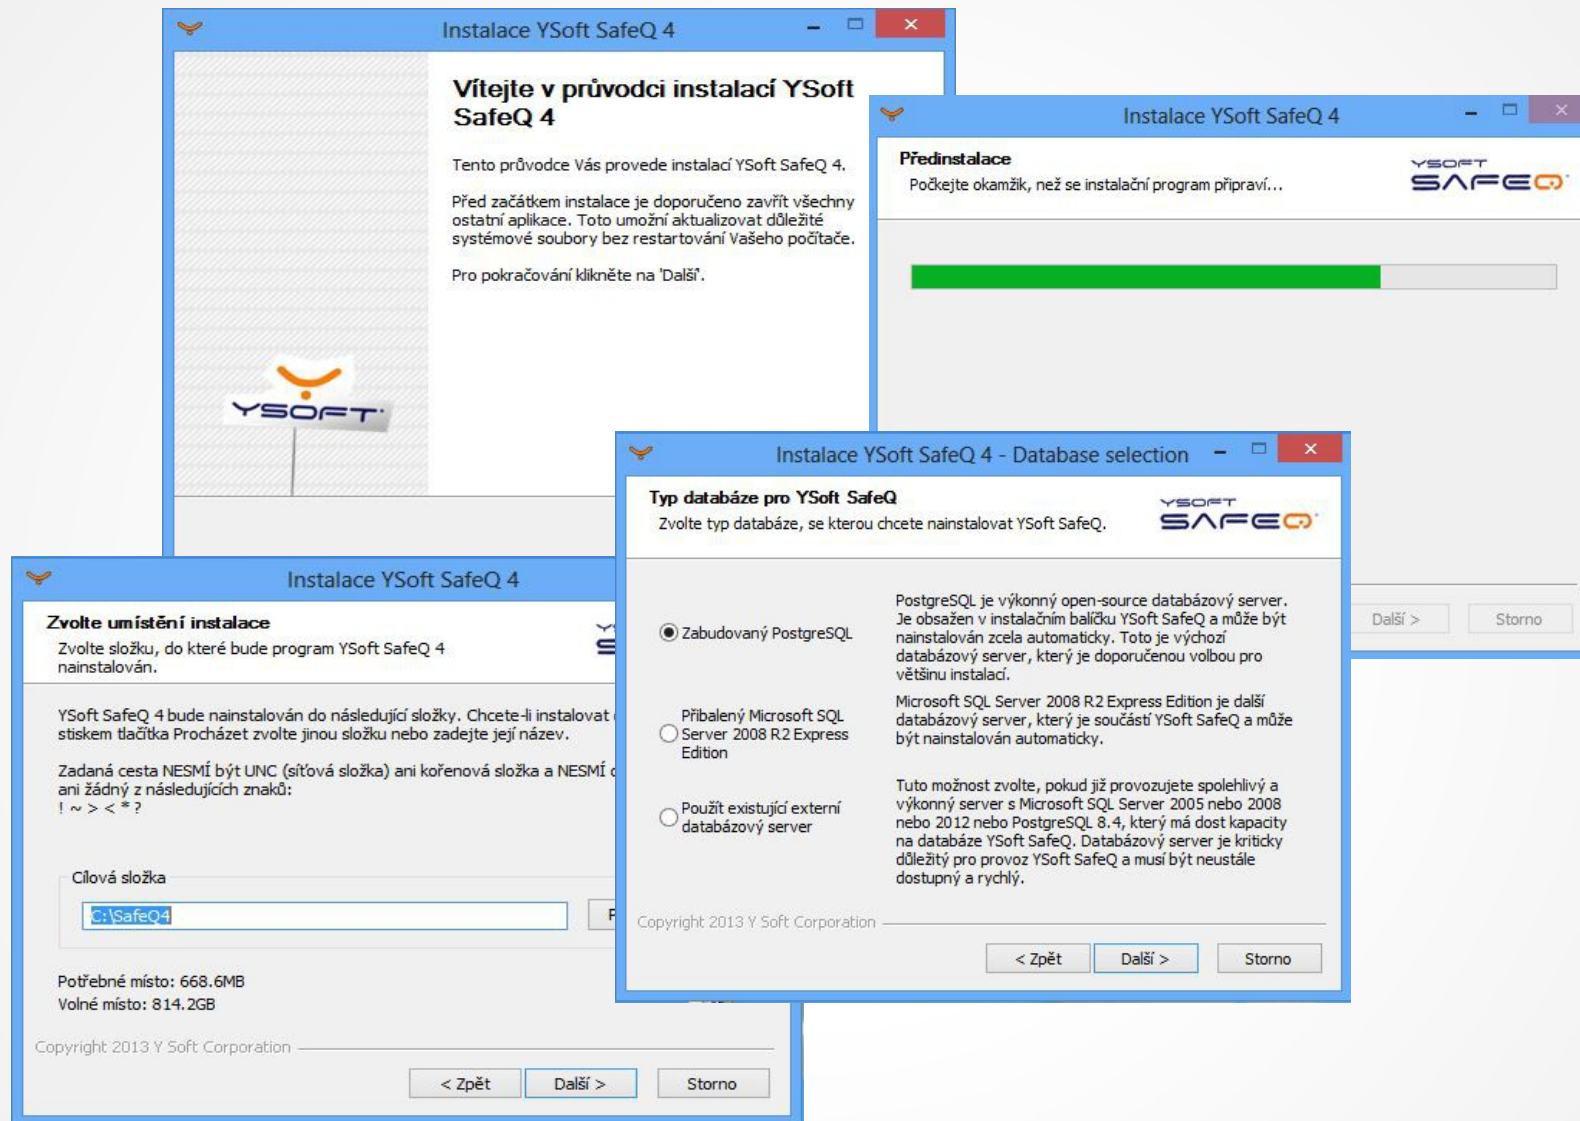 Instalace YSoft SafeQ 4
Vítejte v průvodci instalací YSoft
SafeQ 4
Tento průvodce Vás provede instalací YSoft SafeQ 4.
Před začátkem instalace je doporučeno zavřít všechny
ostatní aplikace. Toto umožní aktualizovat důležité
systémové soubory bez restartování Vašeho počítače.
Pro pokračování klikněte na 'Další'.
YSOFT
Instalace YSoft SafeQ 4
Předinstalace
Počkejte okamžik, než se instalační program připraví...
YSOFT
SAFEQ
Další >
Storno
Instalace YSoft SafeQ 4 - Database selection
Typ databáze pro YSoft SafeQ
Zvolte typ databáze, se kterou chcete nainstalovat YSoft SafeQ.
YSOFT
SAFEQ
Zabudovaný PostgreSQL
PostgreSQL je výkonný open-source databázový server.
Je obsažen v instalačním balíčku YSoft SafeQ a může být
nainstalován zcela automaticky. Toto je výchozí
databázový server, který je doporučenou volbou pro
většinu instalací.
Přibalený Microsoft SQL
Server 2008 R2 Express
Edition
Microsoft SQL Server 2008 R2 Express Edition je další
databázový server, který je součástí YSoft SafeQ a může
být nainstalován automaticky.
Použít existující externí
databázový server
Tuto možnost zvolte, pokud již provozujete spolehlivý a
výkonný server s Microsoft SQL Server 2005 nebo 2008
nebo 2012 nebo PostgreSQL 8.4, který má dost kapacity
na databáze YSoft SafeQ. Databázový server je kriticky
důležitý pro provoz YSoft SafeQ a musí být neustále
dostupný a rychlý.
Copyright 2013 Y Soft Corporation
< Zpět
Další >
Storno
Instalace YSoft SafeQ 4
Zvolte umístění instalace
Zvolte složku, do které bude program YSoft SafeQ 4
nainstalován.
YSoft SafeQ 4 bude nainstalován do následující složky. Chcete-li instalovat
stiskem tlačítka Procházet zvolte jinou složku nebo zadejte její název.
Zadaná cesta NESMÍ být UNC (síťová složka) ani kořenová složka a NESMÍ
ani žádný z následujících znaků:
! ~ > < * ?
Cílová složka
C:\SafeQ4
Potřebné místo: 668.6MB
Volné místo: 814.2GB
Copyright 2013 Y Soft Corporation
< Zpět
Další >
Storno